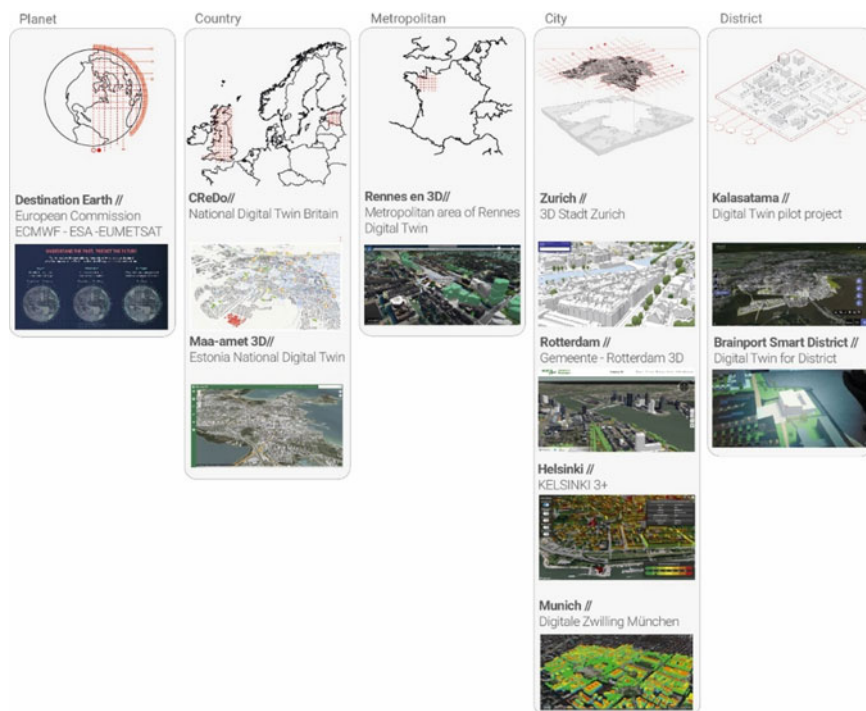 Planet
Country
Metropolitan
City
District
Destination Earth //
European Commission
ECMWF - ESA -EUMETSAT
CReDo//
National Digital Twin Britain
Maa-amet 3D//
Estonia National Digital Twin
Rennes en 3D//
Metropolitan area of Rennes
Digital Twin
Zurich //
3D Stadt Zurich
Rotterdam //
Gemeente - Rotterdam 3D
Helsinki //
KELSINKI 3+
Munich //
Digitale Zwilling München
Kalasatama //
Digital Twin pilot project
Brainport Smart District //
Digital Twin for District